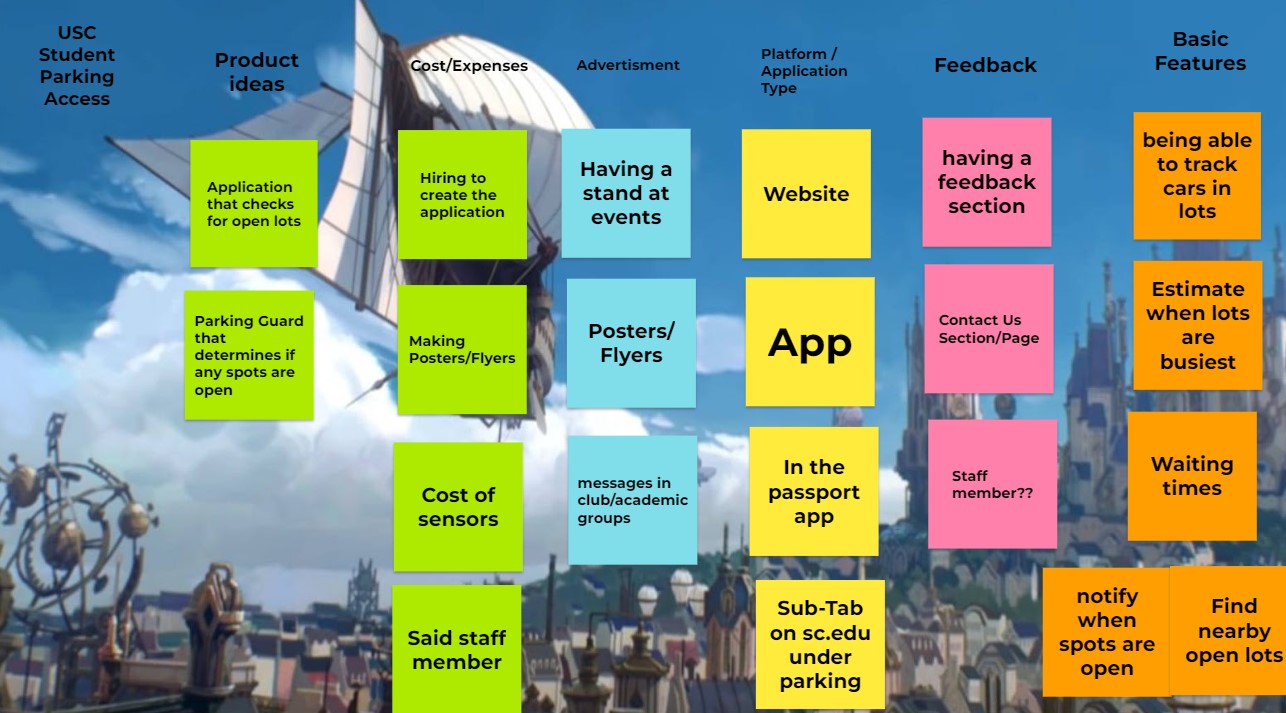 USC
Student
Parking
Access
Product
ideas
Cost/Expenses
Advertisment
Platform /
Application
Type
Feedback
Basic
Features
Application
that checks
for open lots
Parking Guard
that
determines if
any spots are
open
Hiring to
create the
application
Making
Posters/Flyers
Cost of
sensors
Said staff
member
Having a
stand at
events
Posters/
Flyers
messages in
club/academic
groups
Website
App
In the
passport
app
Sub-Tab
on sc.edu
under
parking
having a
feedback
section
Contact Us
Section/Page
Staff
member??
being able
to track
cars in
lots
Estimate
when lots
are
busiest
Waiting
times
notify
when
spots are
open
Find
nearby
open lots